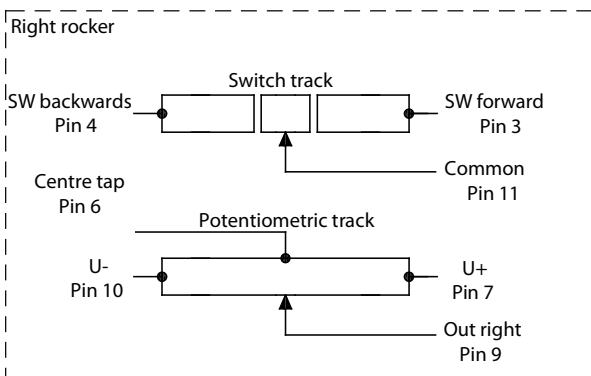 Right rocker
Switch track
SW backwards
Pin 4
SW forward
Pin 3
Common
Pin 11
Centre tap
Pin 6
Potentiometric track
U-
Pin 10
U+
Pin 7
Out right
Pin 9